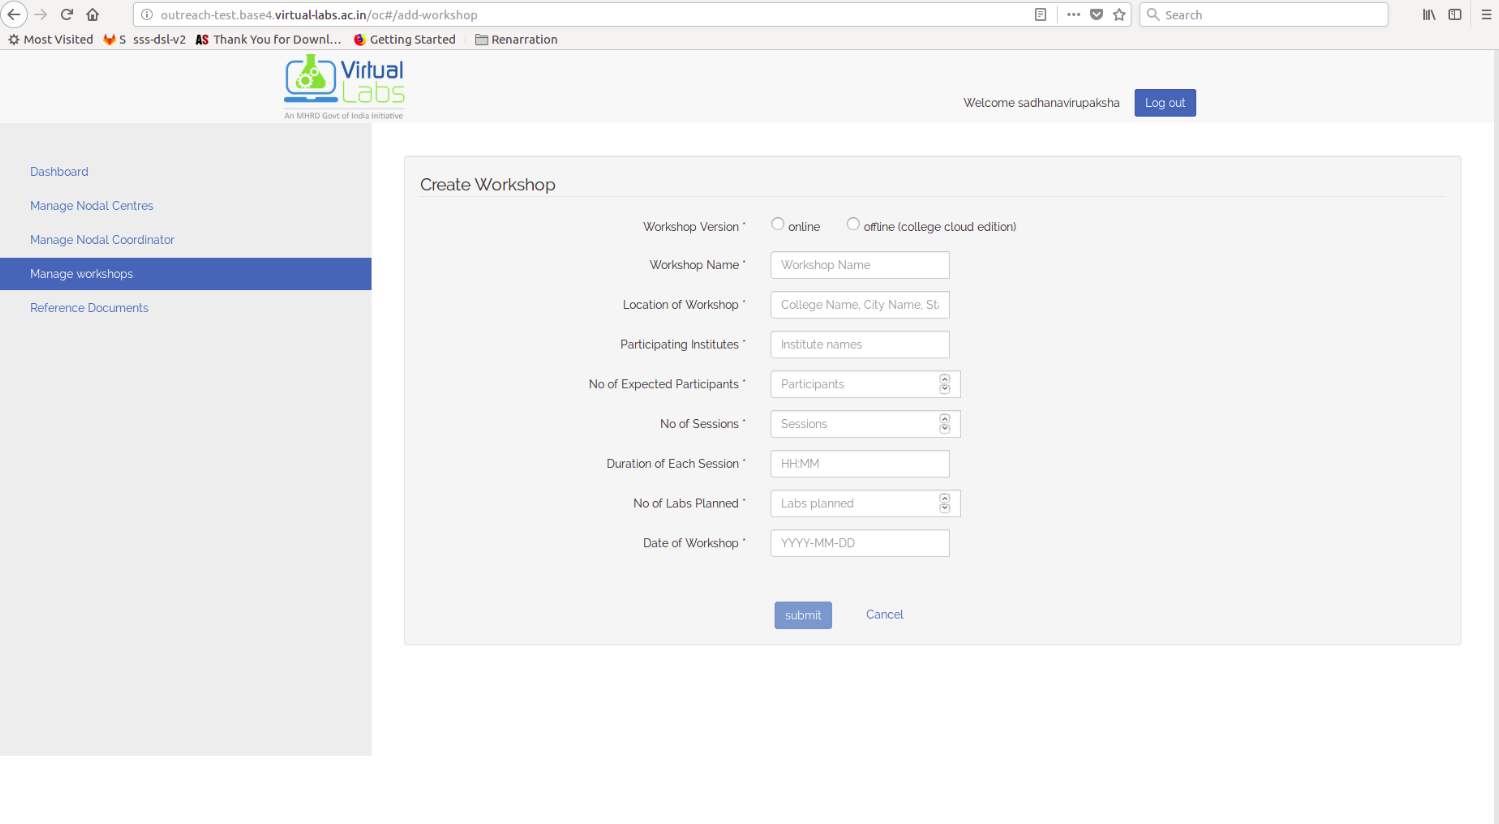 outreach-test.base4.virtual-labs.ac.in/oc#/add-workshop
Search
Most Visited
S sss-dsl-v2
AS Thank You for Downl...
Getting Started
Renarration
Virtual
Labs
An MHRD Govt of India Initiative
Welcome sadhanavirupaksha
Log out
Dashboard
Manage Nodal Centres
Manage Nodal Coordinator
Manage workshops
Reference Documents
Create Workshop
Workshop Version * online offline (college cloud edition)
Workshop Name * Workshop Name
Location of Workshop * College Name, City Name, Sta
Participating Institutes * Institute names
No of Expected Participants * Participants
No of Sessions * Sessions
Duration of Each Session * HH:MM
No of Labs Planned * Labs planned
Date of Workshop * YYYY-MM-DD
submit Cancel